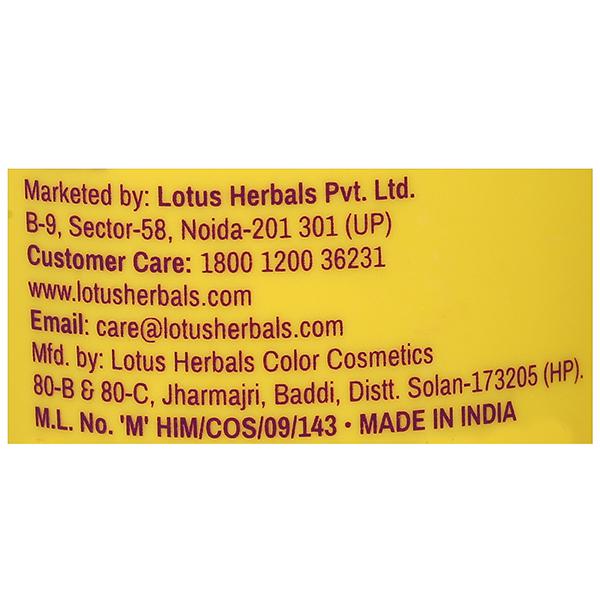 Marketed by: Lotus Herbals Pvt. Ltd.
B-9, Sector-58, Noida-201 301 (UP)
Customer Care: 1800 1200 36231
www.lotusherbals.com
Email: care@lotusherbals.com
Mfd. by: Lotus Herbals Color Cosmetics
80-B & 80-C, Jharmajri, Baddi, Distt. Solan-173205 (HP).
M.L. No. 'M' HIM/COS/09/143 • MADE IN INDIA